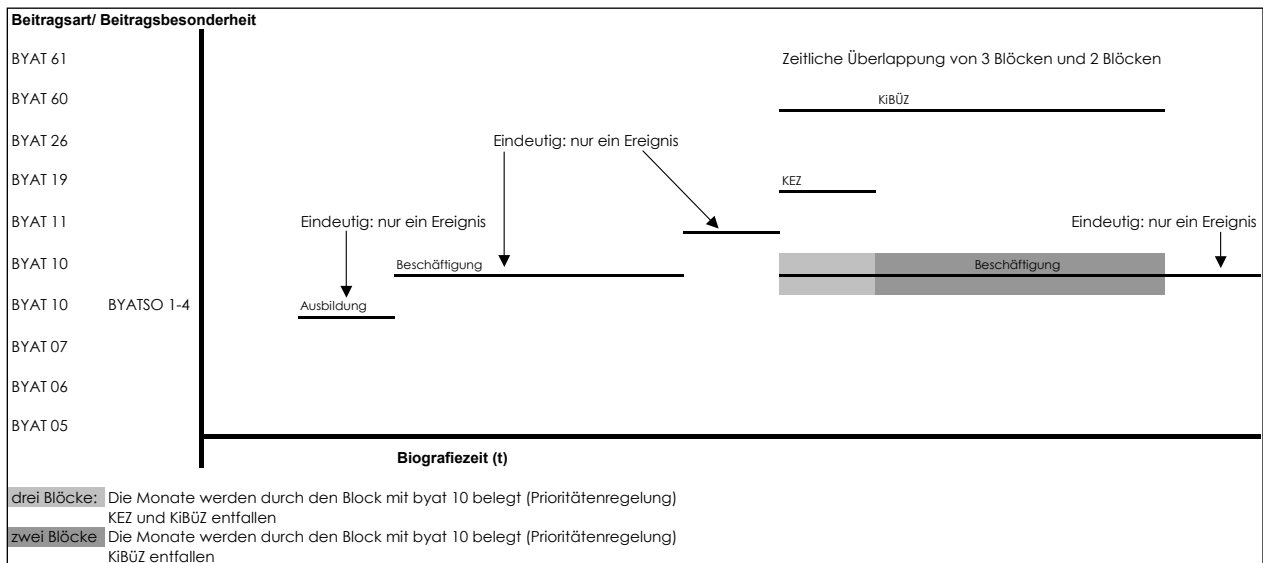 Beitragsart/ Beitragsbesonderheit
BYAT 61 Zeitliche Überlappung von 3 Blöcken und 2 Blöcken
BYAT 60 KiBÜZ
BYAT 26 Eindeutig: nur ein Ereignis
BYAT 19 KEZ
BYAT 11 Eindeutig: nur ein Ereignis Eindeutig: nur ein Ereignis
BYAT 10 Beschäftigung Beschäftigung
BYAT 10 BYATSO 1-4 Ausbildung
BYAT 07
BYAT 06
BYAT 05
Biografiezeit (t)
drei Blöcke: Die Monate werden durch den Block mit byat 10 belegt (Prioritätenregelung)
KEZ und KiBüZ entfallen
zwei Blöcke Die Monate werden durch den Block mit byat 10 belegt (Prioritätenregelung)
KiBüZ entfallen